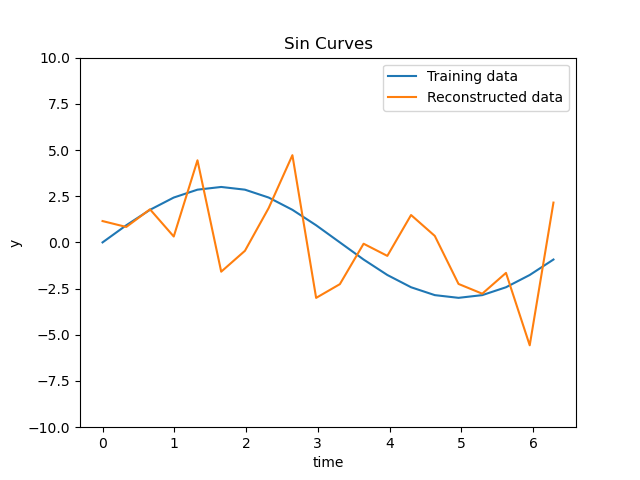 Sin Curves
Training data
Reconstructed data
10.0
7.5
5.0
2.5
0.0
−2.5
−5.0
−7.5
−10.0
y
0 1 2 3 4 5 6
time